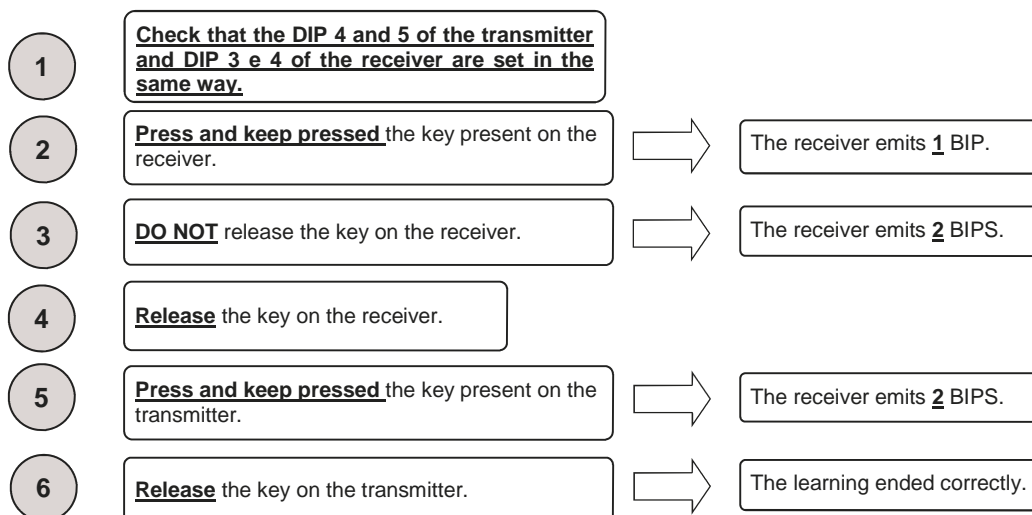 1
Check that the DIP 4 and 5 of the transmitter
and DIP 3 e 4 of the receiver are set in the
same way.
2
Press and keep pressed the key present on the
receiver.
The receiver emits 1 BIP.
3
DO NOT release the key on the receiver.
The receiver emits 2 BIPS.
4
Release the key on the receiver.
5
Press and keep pressed the key present on the
transmitter.
The receiver emits 2 BIPS.
6
Release the key on the transmitter.
The learning ended correctly.